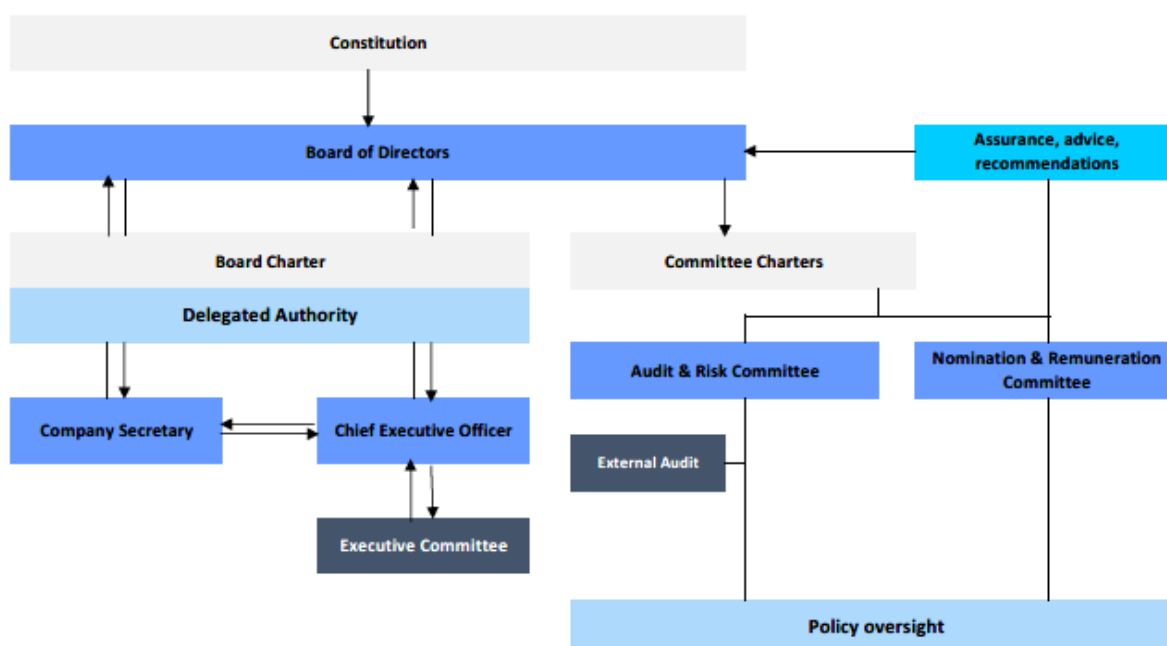 Constitution
Board of Directors
Assurance, advice,
recommendations
Board Charter
Committee Charters
Delegated Authority
Audit & Risk Committee
Nomination & Remuneration
Committee
Company Secretary
Chief Executive Officer
External Audit
Executive Committee
Policy oversight